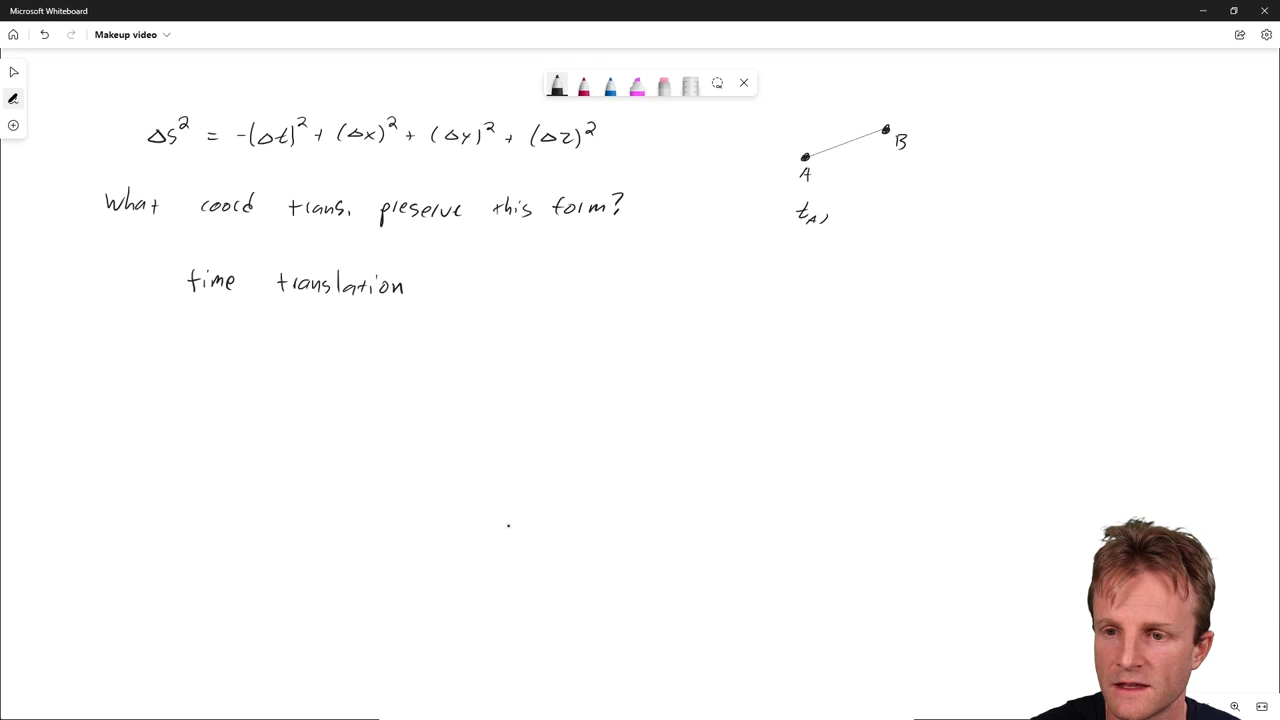 Microsoft Whiteboard
Makeup video
Δs² = -(Δt)² + (Δx)² + (Δy)² + (Δz)²
B
A
What coord trans. preserve this form?
t_A,
time translation